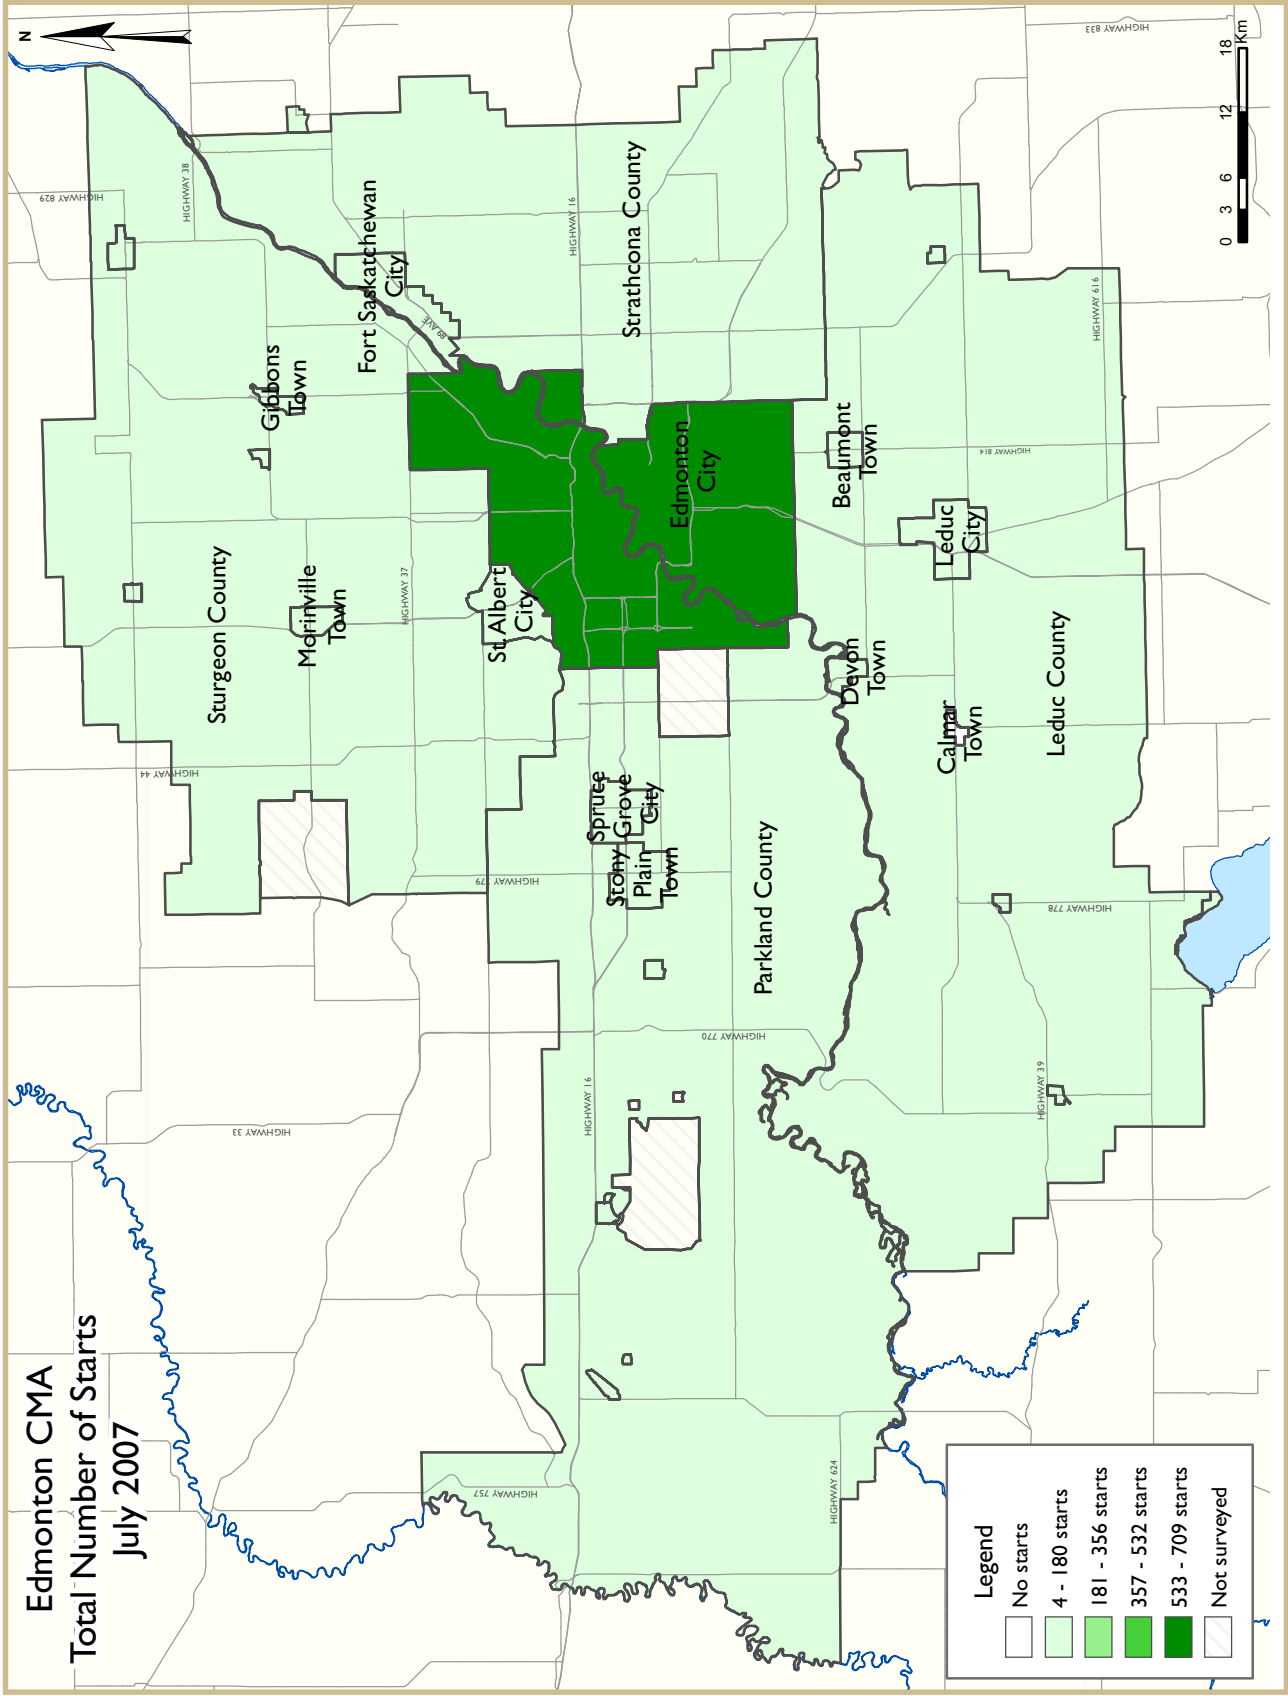 Edmonton CMA
Total Number of Starts
July 2007
N
HIGHWAY 829
HIGHWAY 38
HIGHWAY 833
Sturgeon County
Gibbons
Town
Morinville
Town
HIGHWAY 44
HIGHWAY 37
Fort Saskatchewan
City
89 AVE
HIGHWAY 33
HIGHWAY 779
St. Albert
City
HIGHWAY 16
Strathcona County
HIGHWAY 757
HIGHWAY 16
Spruce
Grove
City
Stony
Plain
Town
Edmonton
City
HIGHWAY 770
Parkland County
HIGHWAY 624
Devon
Town
Beaumont
Town
Leduc
City
HIGHWAY 814
Calmar
Town
HIGHWAY 616
Leduc County
HIGHWAY 39
HIGHWAY 778
0 3 6 12 18
Km
Legend
No starts
4 - 180 starts
181 - 356 starts
357 - 532 starts
533 - 709 starts
Not surveyed